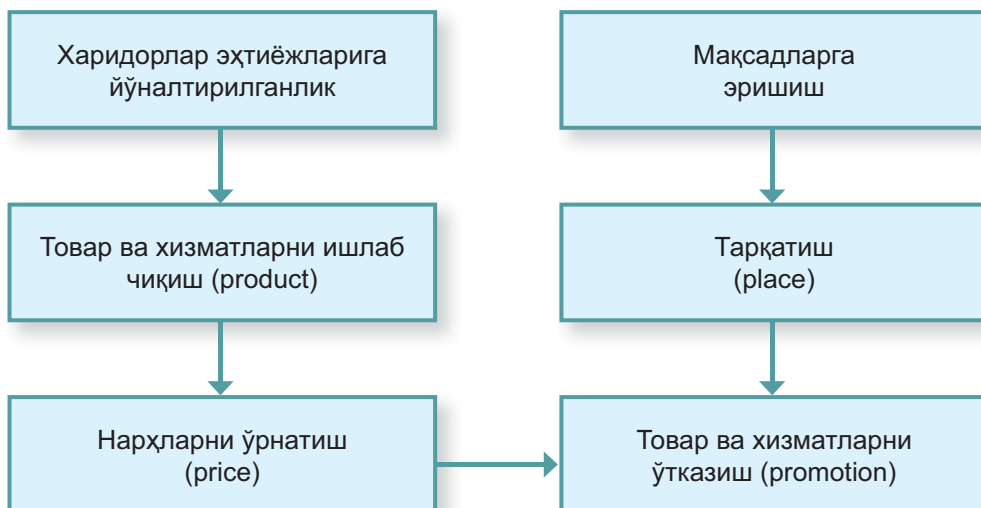 Харидорлар эҳтиёжларига
йўналтирилганлик
Мақсадларга
эришиш
Товар ва хизматларни ишлаб
чиқиш (product)
Тарқатиш
(place)
Нарҳларни ўрнатиш
(price)
Товар ва хизматларни
ўтказиш (promotion)